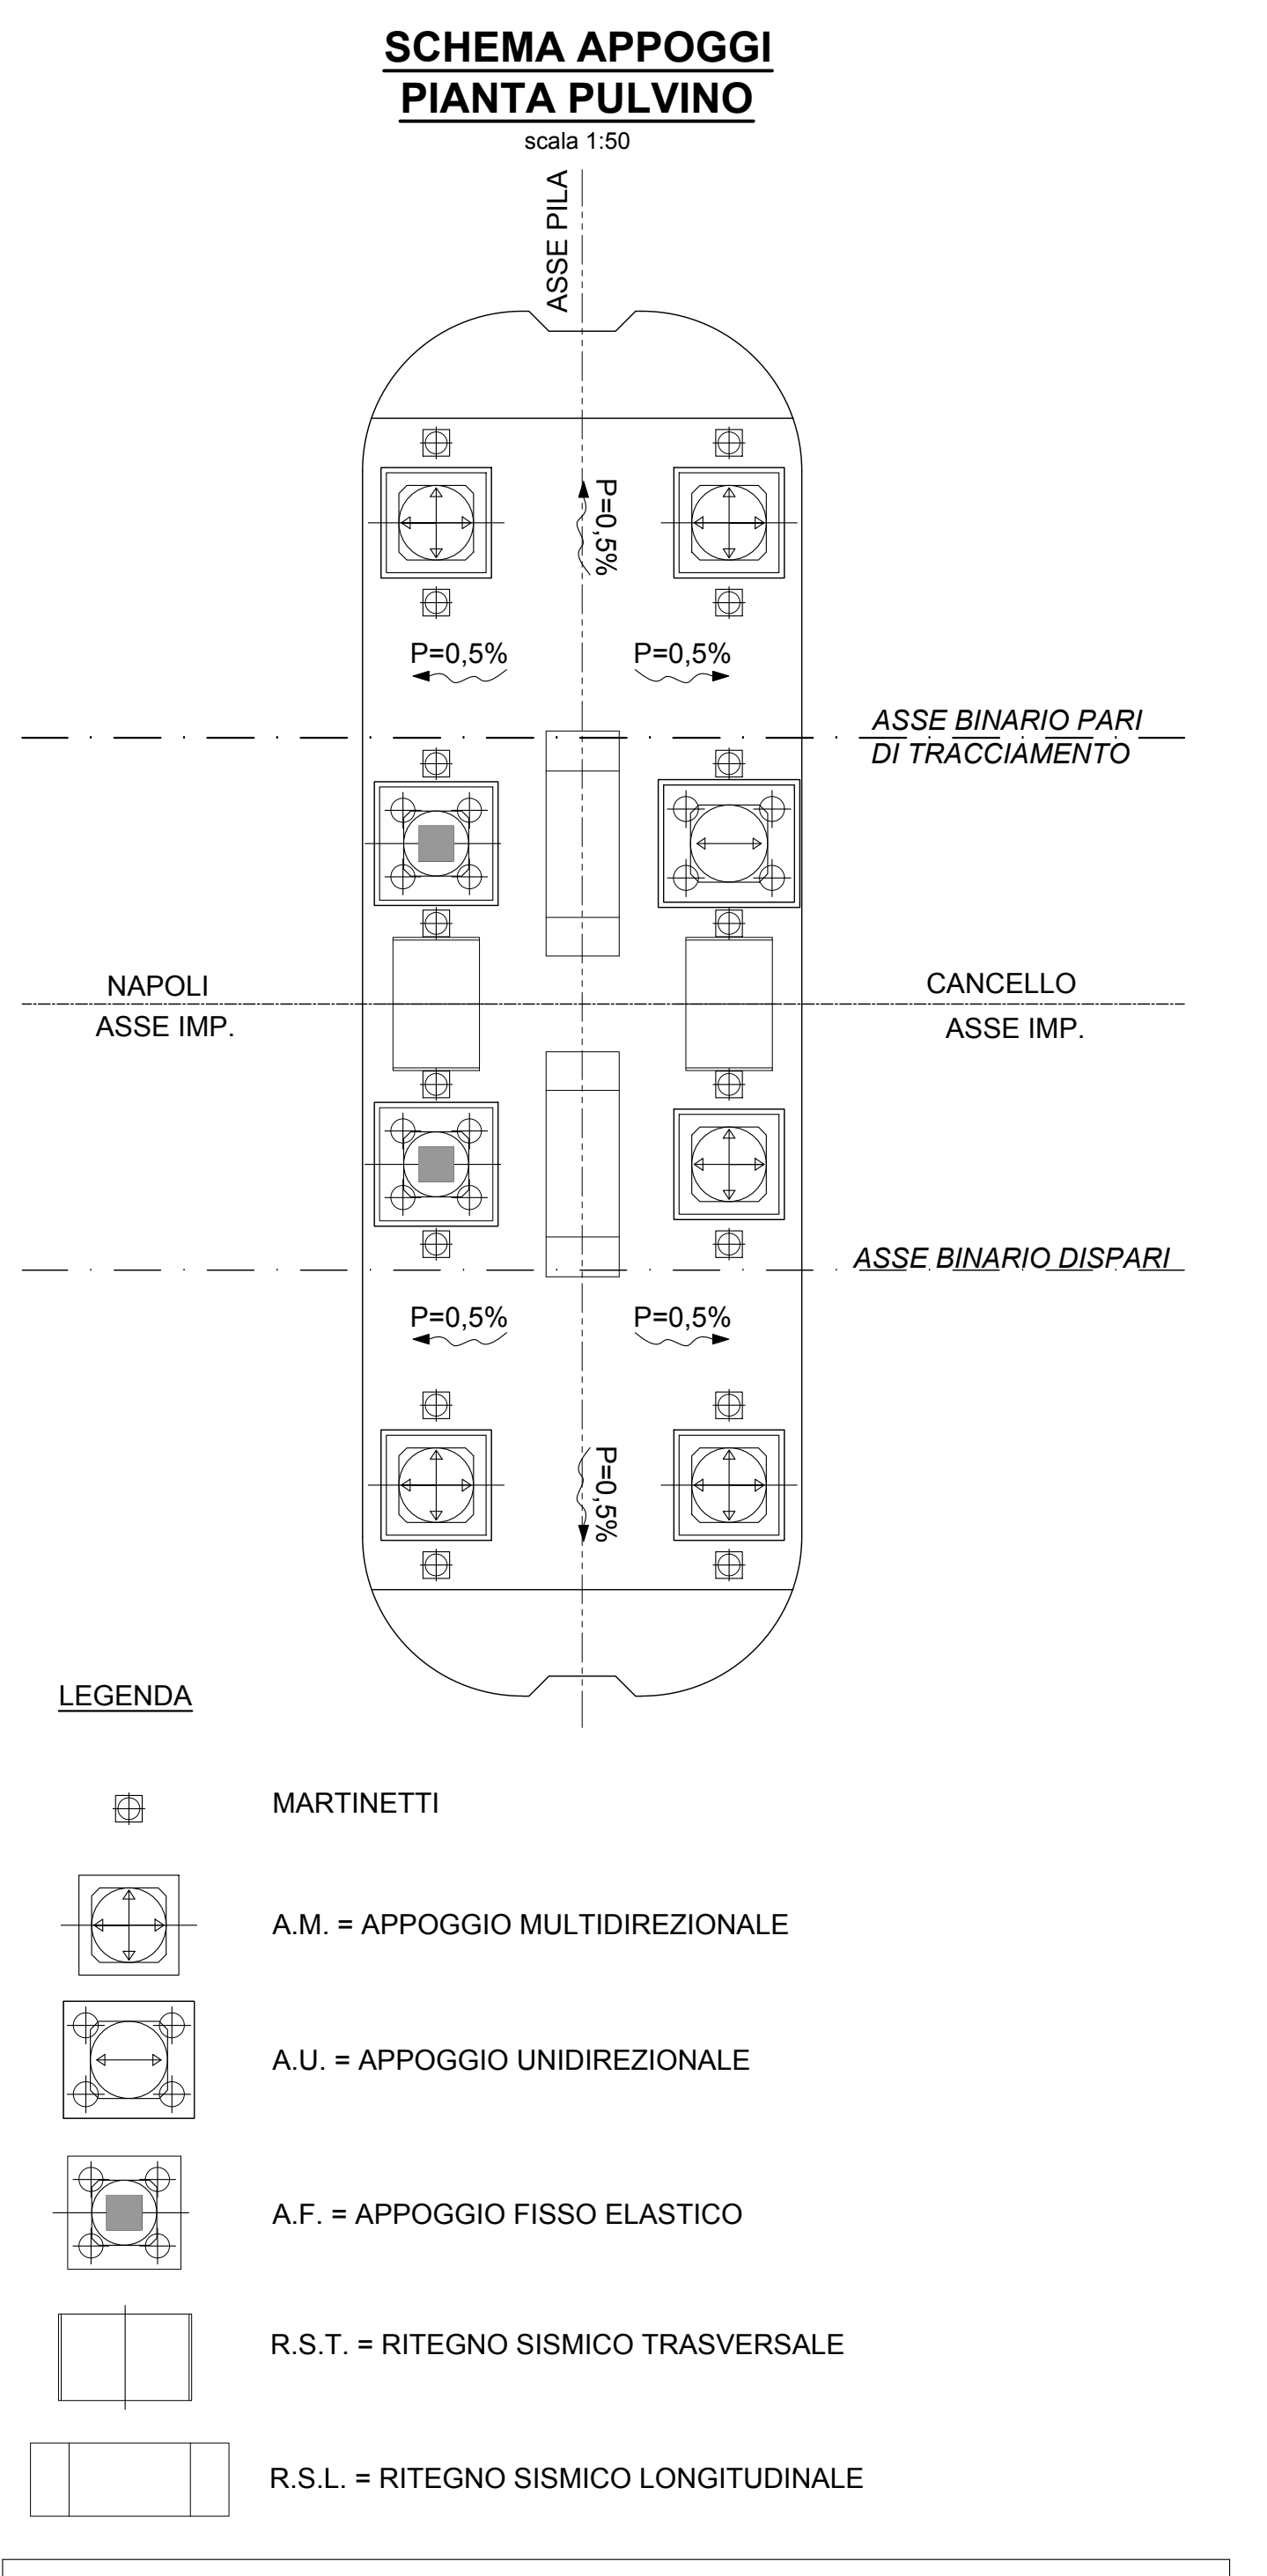 SCHEMA APPOGGI
PIANTA PULVINO
scala 1:50
ASSE PILA
P=0,5%
P=0,5%
P=0,5%
ASSE BINARIO PARI
DI TRACCIAMENTO
NAPOLI
ASSE IMP.
CANCELLO
ASSE IMP.
ASSE BINARIO DISPARI
P=0,5%
P=0,5%
P=0,5%
LEGENDA
MARTINETTI
A.M. = APPOGGIO MULTIDIREZIONALE
A.U. = APPOGGIO UNIDIREZIONALE
A.F. = APPOGGIO FISSO ELASTICO
R.S.T. = RITEGNO SISMICO TRASVERSALE
R.S.L. = RITEGNO SISMICO LONGITUDINALE